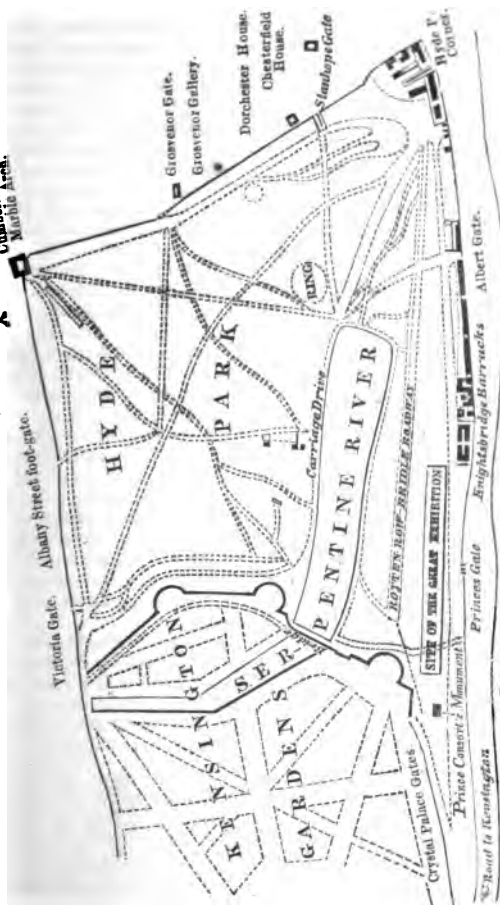 Marble Arch.
Grosvenor Gate.
Grosvenor Gallery.
Dorchester House.
Chesterfield
House.
Stanhope Gate
Hyde P.
Corner.
Albany Street foot-gate.
Victoria Gate.
HYDE
PARK
RING
Carriage Drive
SER-
PENTINE RIVER
ROTTEN ROW BRIDLE ROADWAY
SITE OF THE GREAT EXHIBITION
KENSINGTON
GARDENS
Crystal Palace Gates
Prince Consort's Monument
Princes Gate
Knightsbridge Barracks
Albert Gate.
Road to Kensington